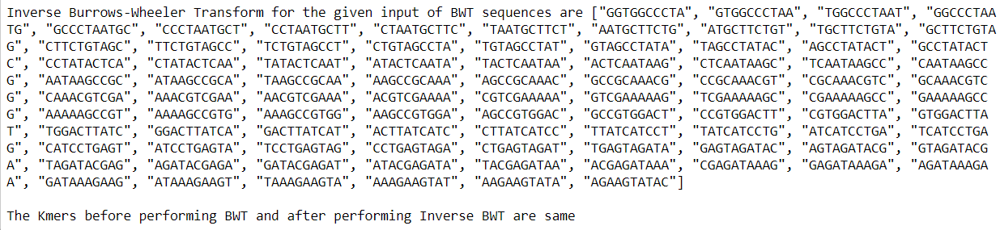 Inverse Burrows-Wheeler Transform for the given input of BWT sequences are ["GGTGGCCCTA", "GTGGCCCTAA", "TGGCCCTAAT", "GGCCCTAA
TG", "GCCCTAATGC", "CCCTAATGCT", "CCTAATGCTT", "CTAATGCTTC", "TAATGCTTCT", "AATGCTTCTG", "ATGCTTCTGT", "TGCTTCTGTA", "GCTTCTGTA
G", "CTTCTGTAGC", "TTCTGTAGCC", "TCTGTAGCCT", "CTGTAGCCTA", "TGTAGCCTAT", "GTAGCCTATA", "TAGCCTATAC", "AGCCTATACT", "GCCTATACT
C", "CCTATACTCA", "CTATACTCAA", "TATACTCAAT", "ATACTCAATA", "TACTCAATAA", "ACTCAATAAG", "CTCAATAAGC", "TCAATAAGCC", "CAATAAGCC
G", "AATAAGCCGC", "ATAAGCCGCA", "TAAGCCGCAA", "AAGCCGCAAA", "AGCCGCAAAC", "GCCGCAAACG", "CCGCAAACGT", "CGCAAACGTC", "GCAAACGTC
G", "CAAACGTCGA", "AAACGTCGAA", "AACGTCGAAA", "ACGTCGAAAA", "CGTCGAAAAA", "GTCGAAAAAG", "TCGAAAAAGC", "CGAAAAAGCC", "GAAAAAGCC
G", "AAAAAGCCGT", "AAAAGCCGTG", "AAAGCCGTGG", "AAGCCGTGGA", "AGCCGTGGAC", "GCCGTGGACT", "CCGTGGACTT", "CGTGGACTTA", "GTGGACTTA
T", "TGGACTTATC", "GGACTTATCA", "GACTTATCAT", "ACTTATCATC", "CTTATCATCC", "TTATCATCCT", "TATCATCCTG", "ATCATCCTGA", "TCATCCTGA
G", "CATCCTGAGT", "ATCCTGAGTA", "TCCTGAGTAG", "CCTGAGTAGA", "CTGAGTAGAT", "TGAGTAGATA", "GAGTAGATAC", "AGTAGATACG", "GTAGATACG
A", "TAGATACGAG", "AGATACGAGA", "GATACGAGAT", "ATACGAGATA", "TACGAGATAA", "ACGAGATAAA", "CGAGATAAAG", "GAGATAAAGA", "AGATAAAGA
A", "GATAAAGAAG", "ATAAAGAAGT", "TAAAGAAGTA", "AAAGAAGTAT", "AAGAAGTATA", "AGAAGTATAC"]
The Kmers before performing BWT and after performing Inverse BWT are same